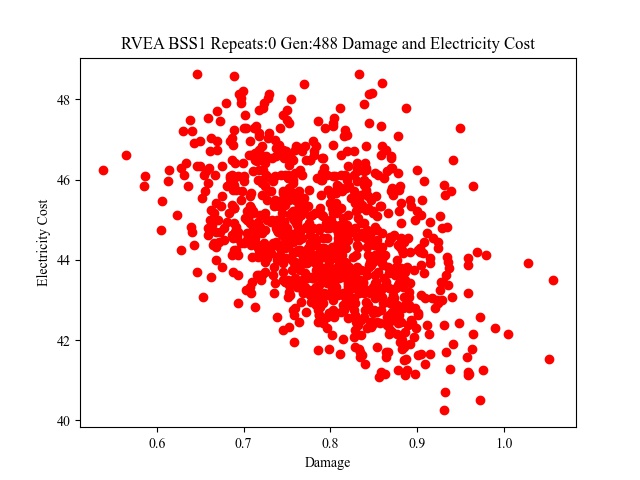 RVEA BSS1 Repeats:0 Gen:488 Damage and Electricity Cost
48
46
44
42
40
Electricity Cost
0.6 0.7 0.8 0.9 1.0
Damage